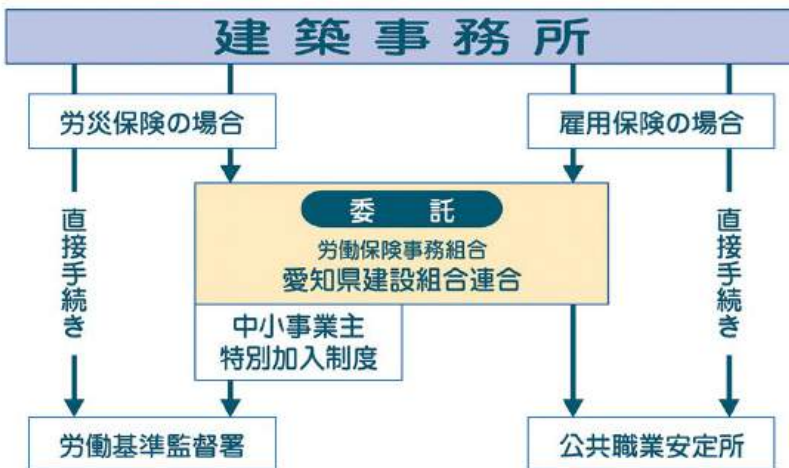 建築事務所
労災保険の場合
雇用保険の場合
委託
労働保険事務組合
愛知県建設組合連合
直接手続き
直接手続き
中小事業主
特別加入制度
労働基準監督署
公共職業安定所